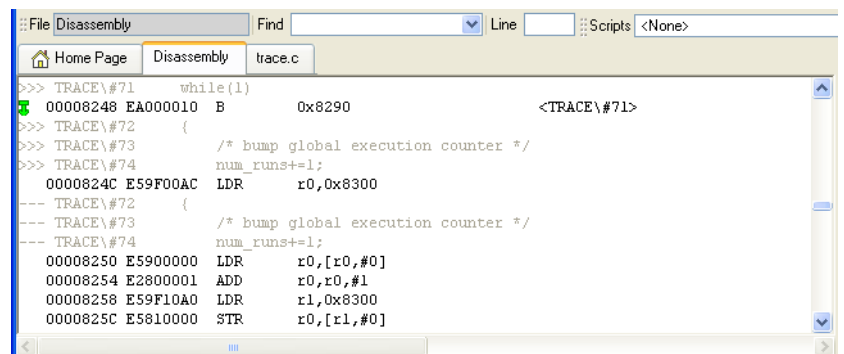 File Disassembly Find Line Scripts <None>
Home Page Disassembly trace.c
>>> TRACE\#71 while(1)
00008248 EA000010 B 0x8290 <TRACE\#71>
>>> TRACE\#72 {
>>> TRACE\#73 /* bump global execution counter */
>>> TRACE\#74 num_runs+=1;
0000824C E59F00AC LDR r0,0x8300
--- TRACE\#72 {
--- TRACE\#73 /* bump global execution counter */
--- TRACE\#74 num_runs+=1;
00008250 E5900000 LDR r0,[r0,#0]
00008254 E2800001 ADD r0,r0,#1
00008258 E59F10A0 LDR r1,0x8300
0000825C E5810000 STR r0,[r1,#0]